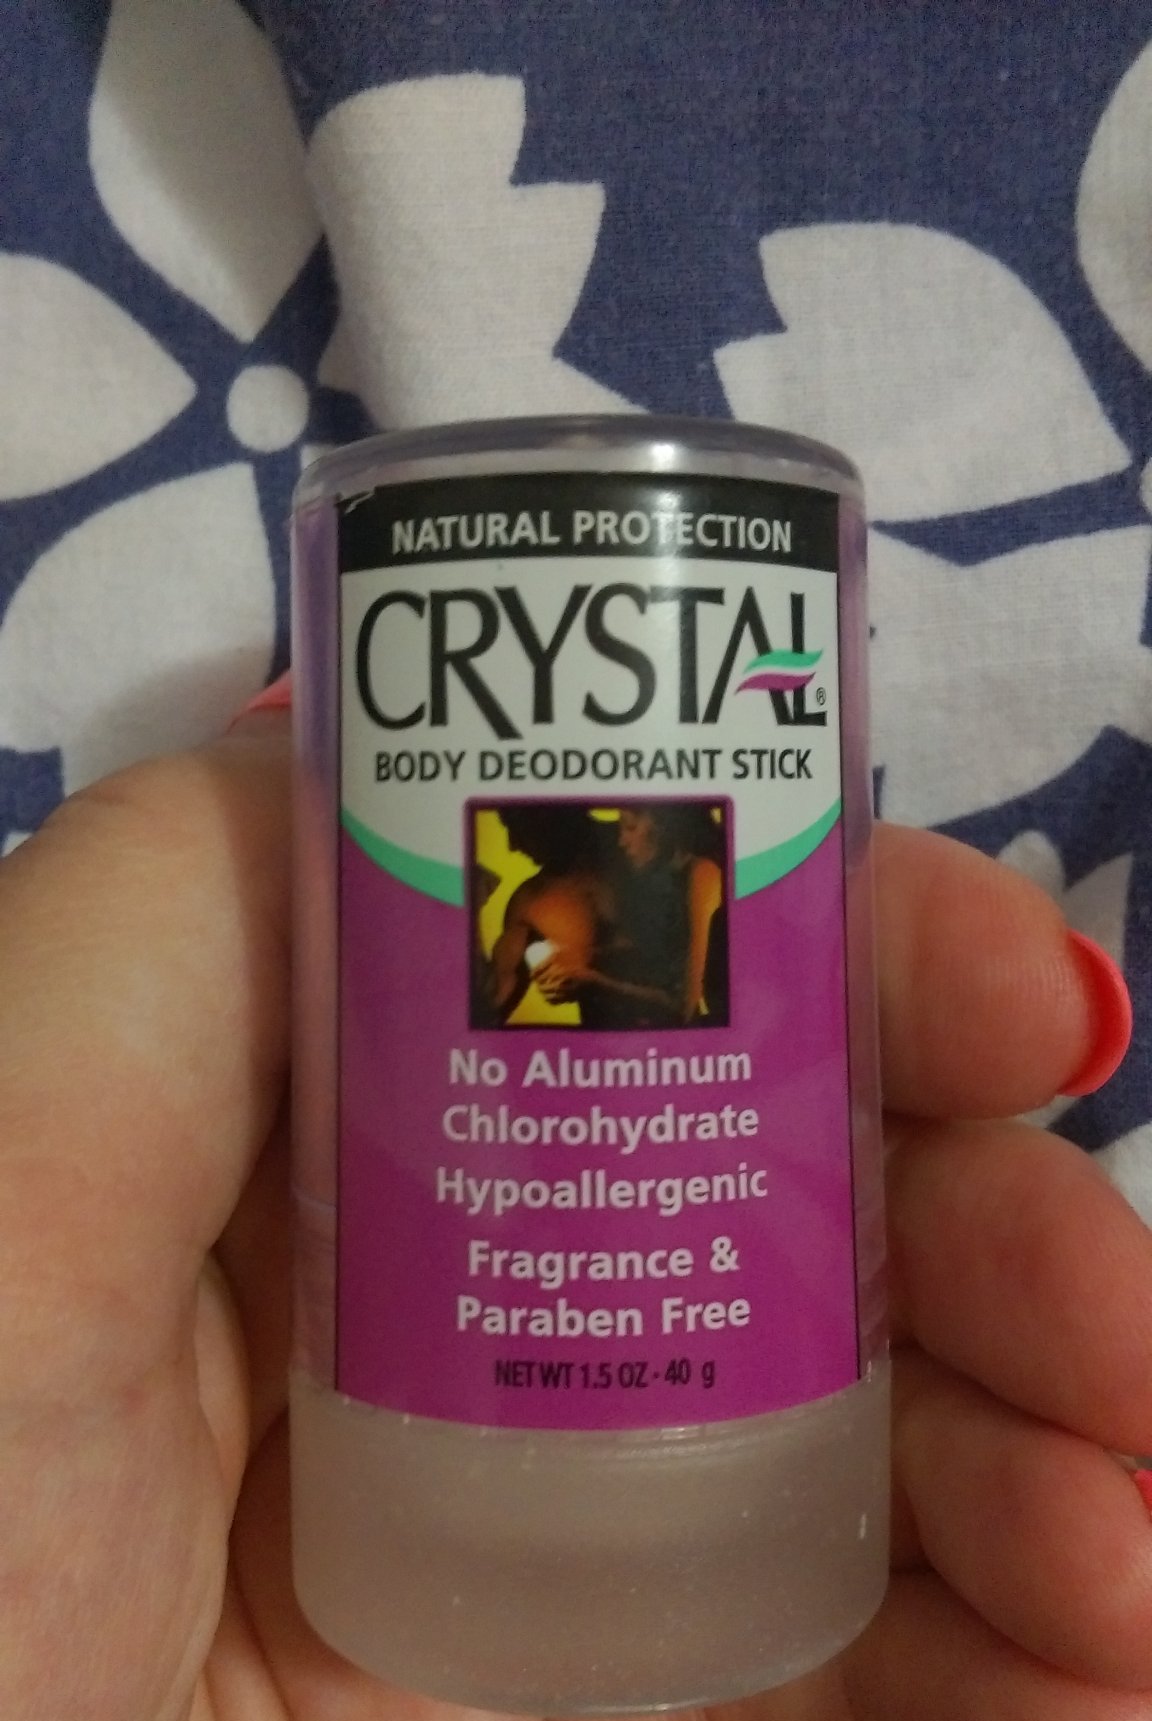 NATURAL PROTECTION
CRYSTAL®
BODY DEODORANT STICK
No Aluminum
Chlorohydrate
Hypoallergenic
Fragrance &
Paraben Free
NET WT 1.5 OZ · 40 g